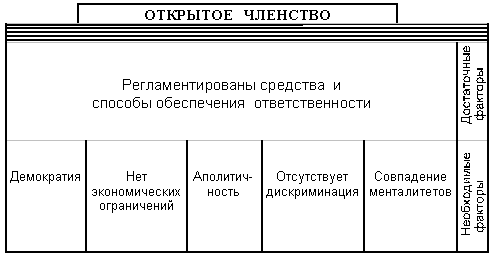 ОТКРЫТОЕ ЧЛЕНСТВО
Регламентированы средства и
способы обеспечения ответственности
Достаточные
факторы
Демократия
Нет
экономических
ограничений
Аполитич-
ность
Отсутствует
дискриминация
Совпадение
менталитетов
Необходимые
факторы